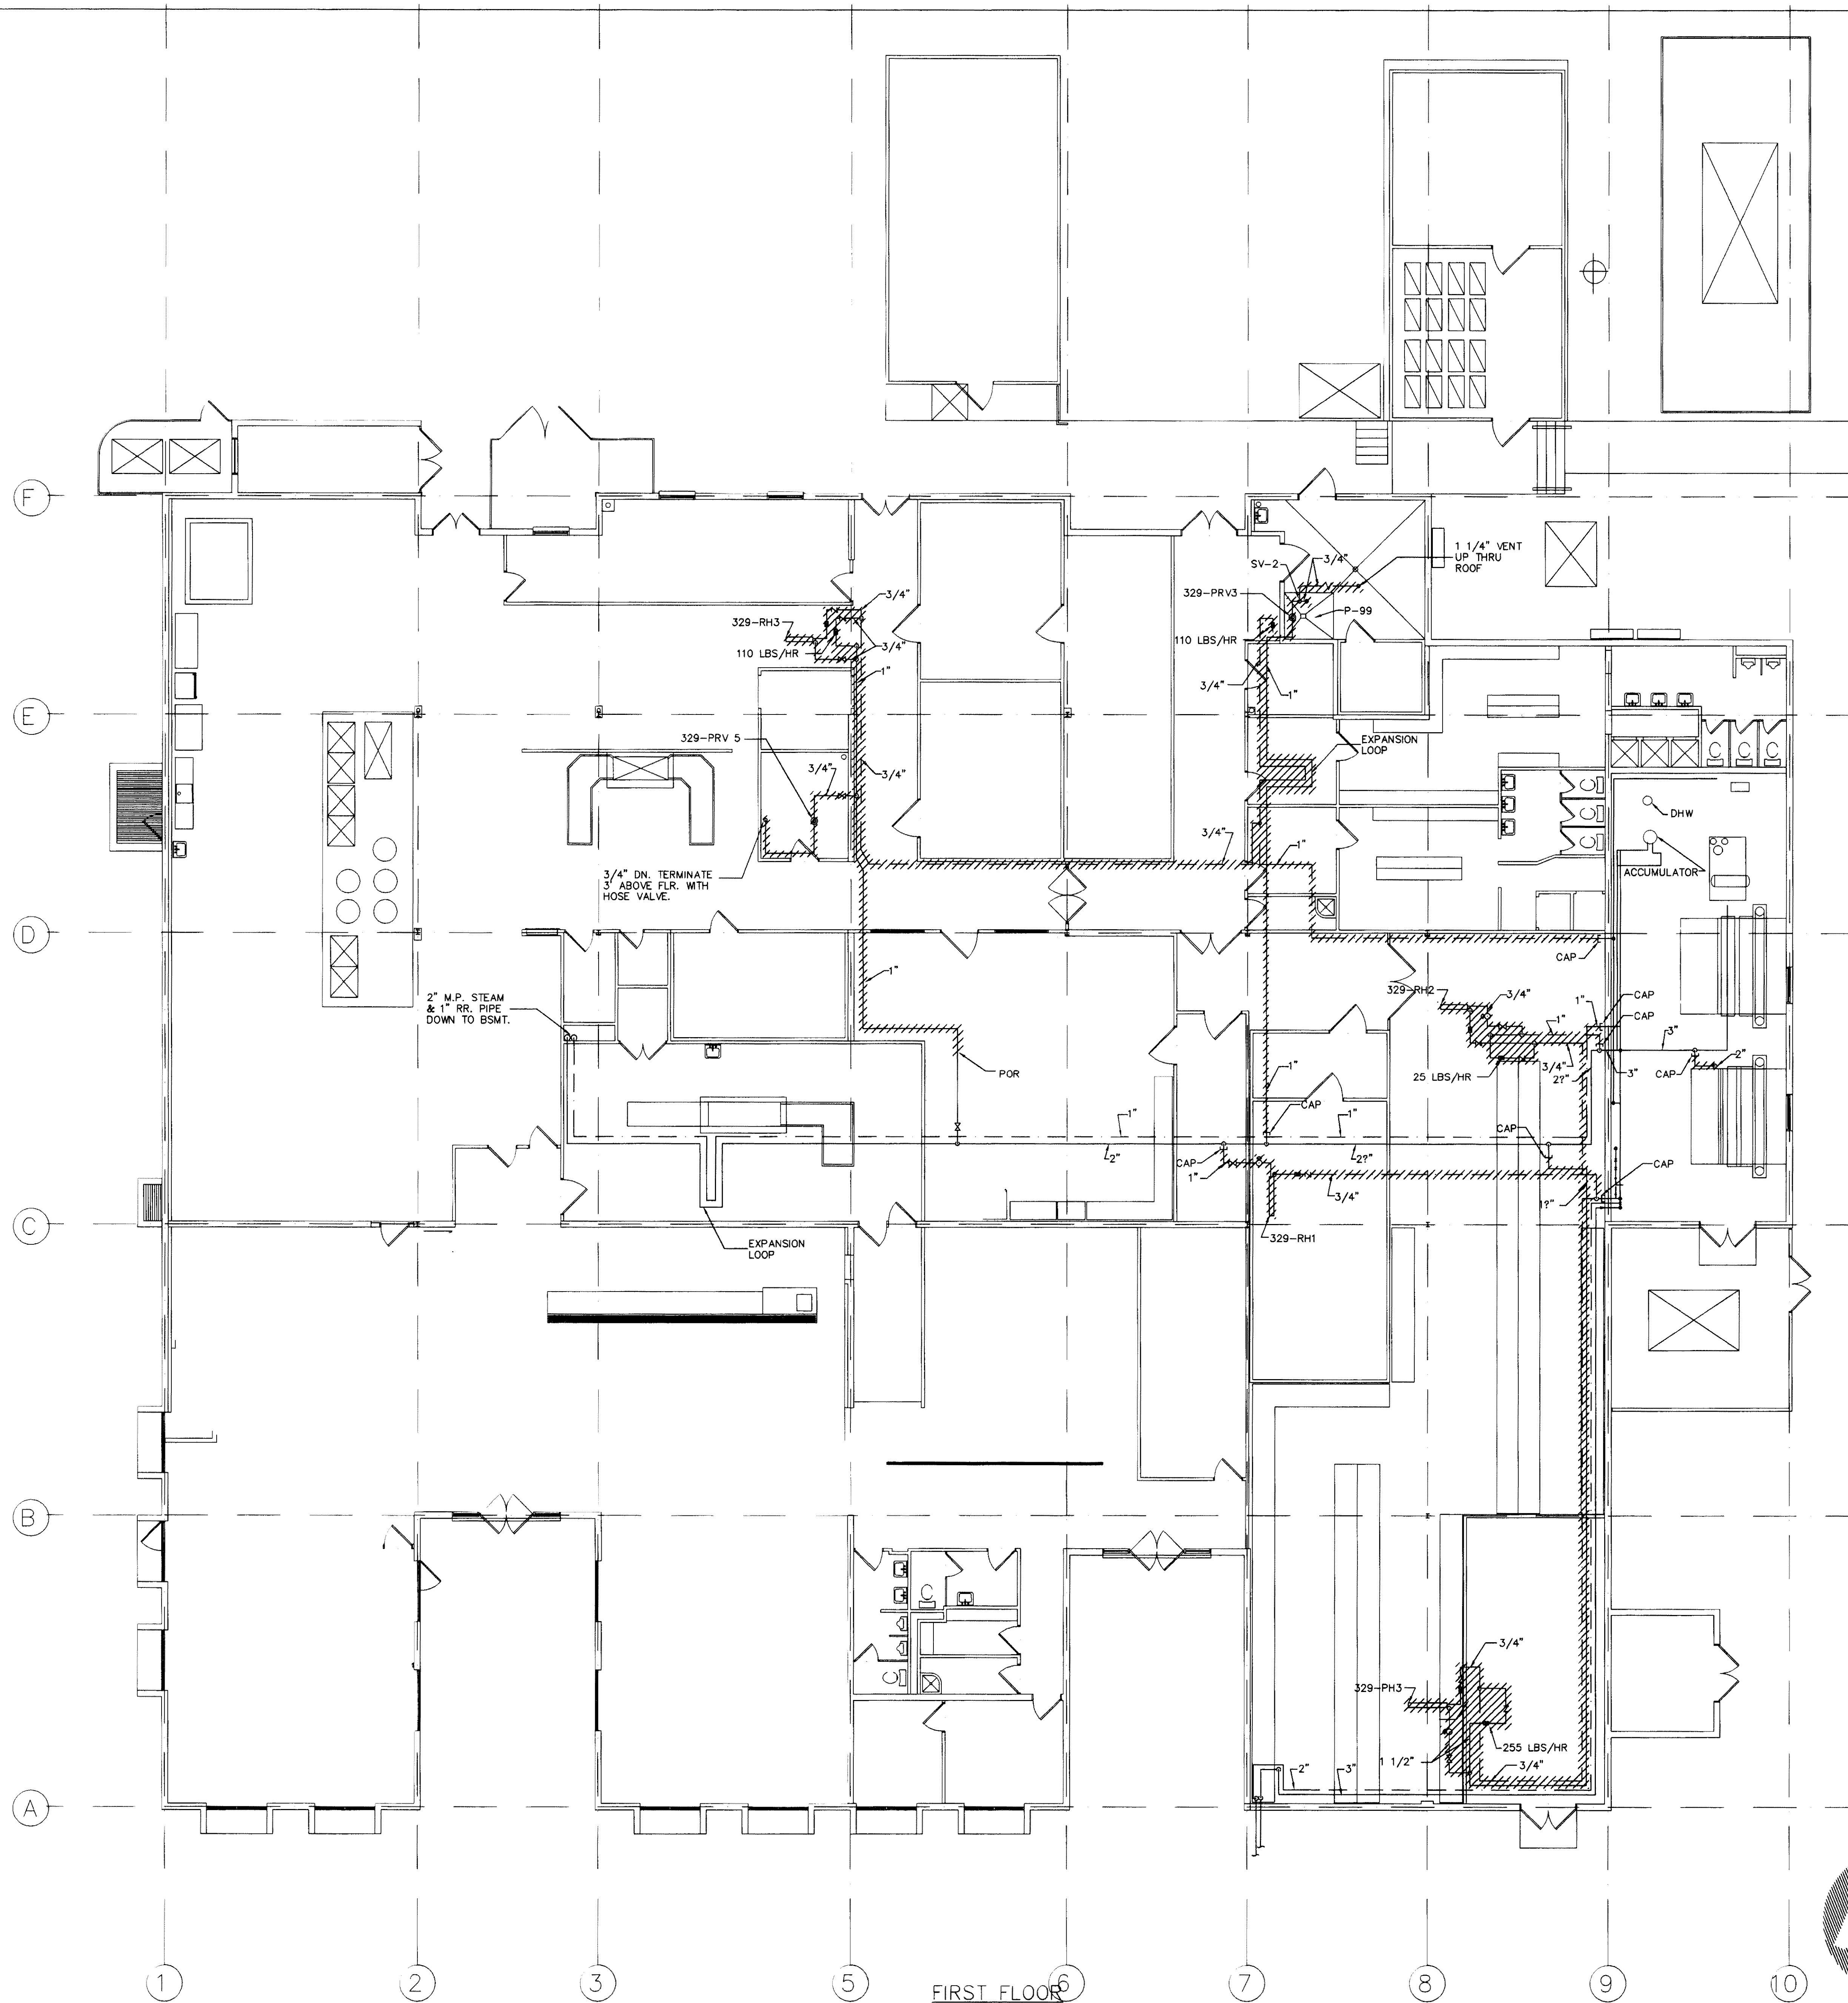 F
1 1/4" VENT
UP THRU
ROOF
3/4"
SV-2
329-PRV3
P-99
3/4"
329-RH3
110 LBS/HR
3/4"
1"
110 LBS/HR
3/4"
1"
E
329-PRV 5
3/4"
3/4"
EXPANSION
LOOP
DHW
3/4"
1"
ACCUMULATOR
3/4" DN. TERMINATE
3' ABOVE FLR. WITH
HOSE VALVE.
D
CAP
1"
329-RH2
3/4"
2" M.P. STEAM
& 1" RR. PIPE
DOWN TO BSMT.
1"
CAP
CAP
1"
3"
3/4"
3"
2"
CAP
25 LBS/HR
2?"
POR
1"
CAP
1"
1"
CAP
2"
CAP
2?"
CAP
1"
3/4"
1?"
C
329-RH1
EXPANSION
LOOP
B
3/4"
329-PH3
255 LBS/HR
1 1/2"
3/4"
2"
3"
A
1
2
3
5
6
7
8
9
10
FIRST FLOOR